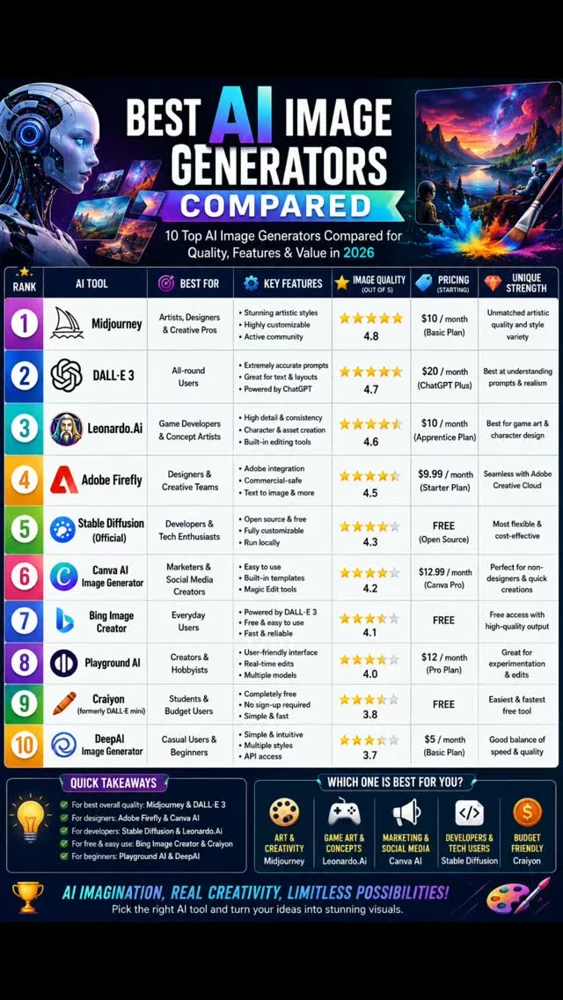 BEST AI IMAGE
GENERATORS
COMPARED
10 Top AI Image Generators Compared for
Quality, Features & Value in 2026
RANK
AI TOOL
BEST FOR
KEY FEATURES
IMAGE QUALITY
(OUT OF 5)
PRICING
(STARTING)
UNIQUE
STRENGTH
1
Midjourney
Artists, Designers
& Creative Pros
• Stunning artistic styles
• Highly customizable
• Active community
4.8
$10 / month
(Basic Plan)
Unmatched artistic
quality and style
variety
2
DALL·E 3
All-round
Users
• Extremely accurate prompts
• Great for text & layouts
• Powered by ChatGPT
4.7
$20 / month
(ChatGPT Plus)
Best at understanding
prompts & realism
3
Leonardo.Ai
Game Developers
& Concept Artists
• High detail & consistency
• Character & asset creation
• Built-in editing tools
4.6
$10 / month
(Apprentice Plan)
Best for game art &
character design
4
Adobe Firefly
Designers &
Creative Teams
• Adobe integration
• Commercial-safe
• Text to image & more
4.5
$9.99 / month
(Starter Plan)
Seamless with Adobe
Creative Cloud
5
Stable Diffusion
(Official)
Developers &
Tech Enthusiasts
• Open source & free
• Fully customizable
• Run locally
4.3
FREE
(Open Source)
Most flexible &
cost-effective
6
Canva AI
Image Generator
Marketers &
Social Media
Creators
• Easy to use
• Built-in templates
• Magic Edit tools
4.2
$12.99 / month
(Canva Pro)
Perfect for non-
designers & quick
creations
7
Bing Image
Creator
Everyday
Users
• Powered by DALL·E 3
• Free & easy to use
• Fast & reliable
4.1
FREE
Free access with
high-quality output
8
Playground AI
Creators &
Hobbyists
• User-friendly interface
• Real-time edits
• Multiple models
4.0
$12 / month
(Pro Plan)
Great for
experimentation
& edits
9
Craiyon
(formerly DALL·E mini)
Students &
Budget Users
• Completely free
• No sign-up required
• Simple & fast
3.8
FREE
Easiest & fastest
free tool
10
DeepAI
Image Generator
Casual Users &
Beginners
• Simple & intuitive
• Multiple styles
• API access
3.7
$5 / month
(Basic Plan)
Good balance of
speed & quality
QUICK TAKEAWAYS
For best overall quality: Midjourney & DALL·E 3
For designers: Adobe Firefly & Canva AI
For developers: Stable Diffusion & Leonardo.Ai
For free & easy use: Bing Image Creator & Craiyon
For beginners: Playground AI & DeepAI
WHICH ONE IS BEST FOR YOU?
ART &
CREATIVITY
Midjourney
GAME ART &
CONCEPTS
Leonardo.Ai
MARKETING &
SOCIAL MEDIA
Canva AI
DEVELOPERS &
TECH USERS
Stable Diffusion
BUDGET
FRIENDLY
Craiyon
AI IMAGINATION, REAL CREATIVITY, LIMITLESS POSSIBILITIES!
Pick the right AI tool and turn your ideas into stunning visuals.